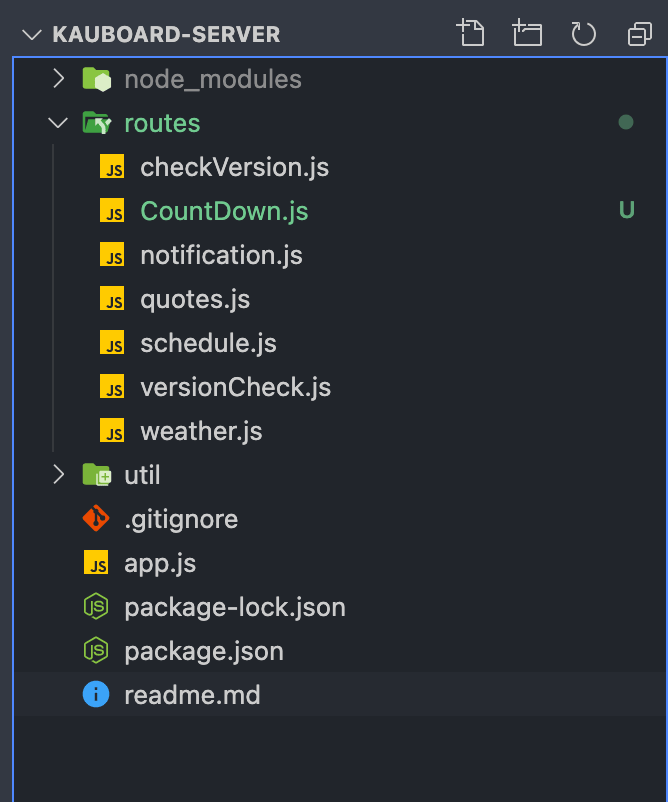 KAUBOARD-SERVER
node_modules
routes
JS checkVersion.js
JS CountDown.js U
JS notification.js
JS quotes.js
JS schedule.js
JS versionCheck.js
JS weather.js
util
.gitignore
JS app.js
JS package-lock.json
JS package.json
i readme.md